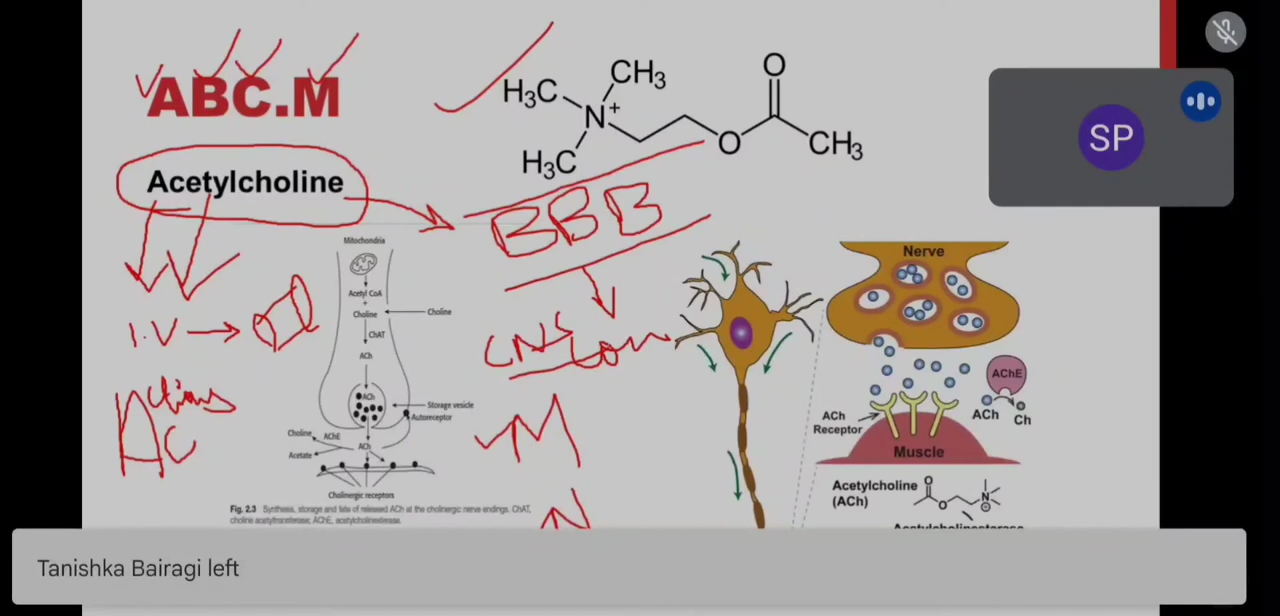 ABC.M
Acetylcholine
H₃C
CH₃
N⁺
H₃C
O
O
CH₃
SP
BBB
I.V
CNS
Actions
M
N
Mitochondria
Acetyl CoA
+
Choline
Choline
ChAT
ACh
ACh
Storage vesicle
Autoreceptor
Choline
AChE
ACh
Acetate
Cholinergic receptors
Fig. 2.3 Synthesis, storage and fate of released ACh at the cholinergic nerve endings. ChAT,
choline acetyltransferase; AChE, acetylcholinesterase.
Nerve
AChE
ACh
Ch
ACh
Receptor
Muscle
Acetylcholine
(ACh)
O
O
N
⊕
Acetylcholinesterase
Tanishka Bairagi left